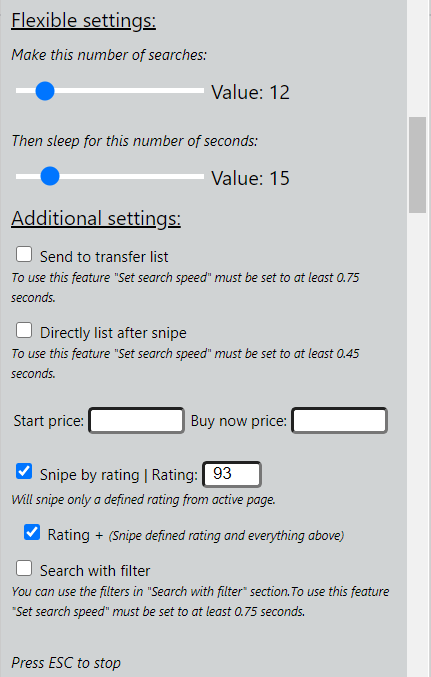 Flexible settings:
Make this number of searches:
Value: 12
Then sleep for this number of seconds:
Value: 15
Additional settings:
Send to transfer list
To use this feature "Set search speed" must be set to at least 0.75
seconds.
Directly list after snipe
To use this feature "Set search speed" must be set to at least 0.45
seconds.
Start price: Buy now price:
Snipe by rating | Rating: 93
Will snipe only a defined rating from active page.
Rating + (Snipe defined rating and everything above)
Search with filter
You can use the filters in "Search with filter" section.To use this feature
"Set search speed" must be set to at least 0.75 seconds.
Press ESC to stop